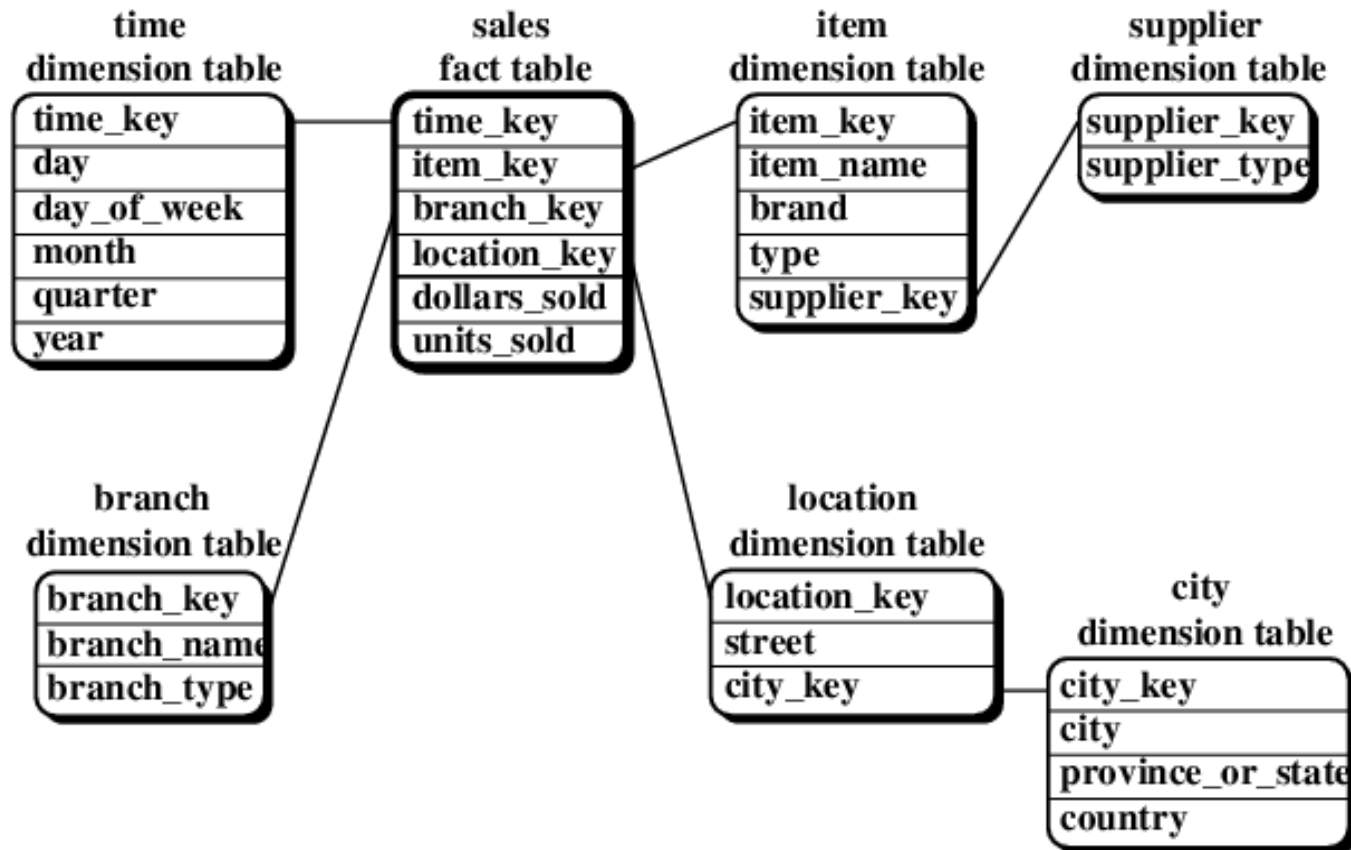 time
dimension table
time_key
day
day_of_week
month
quarter
year
sales
fact table
time_key
item_key
branch_key
location_key
dollars_sold
units_sold
item
dimension table
item_key
item_name
brand
type
supplier_key
supplier
dimension table
supplier_key
supplier_type
branch
dimension table
branch_key
branch_name
branch_type
location
dimension table
location_key
street
city_key
city
dimension table
city_key
city
province_or_state
country